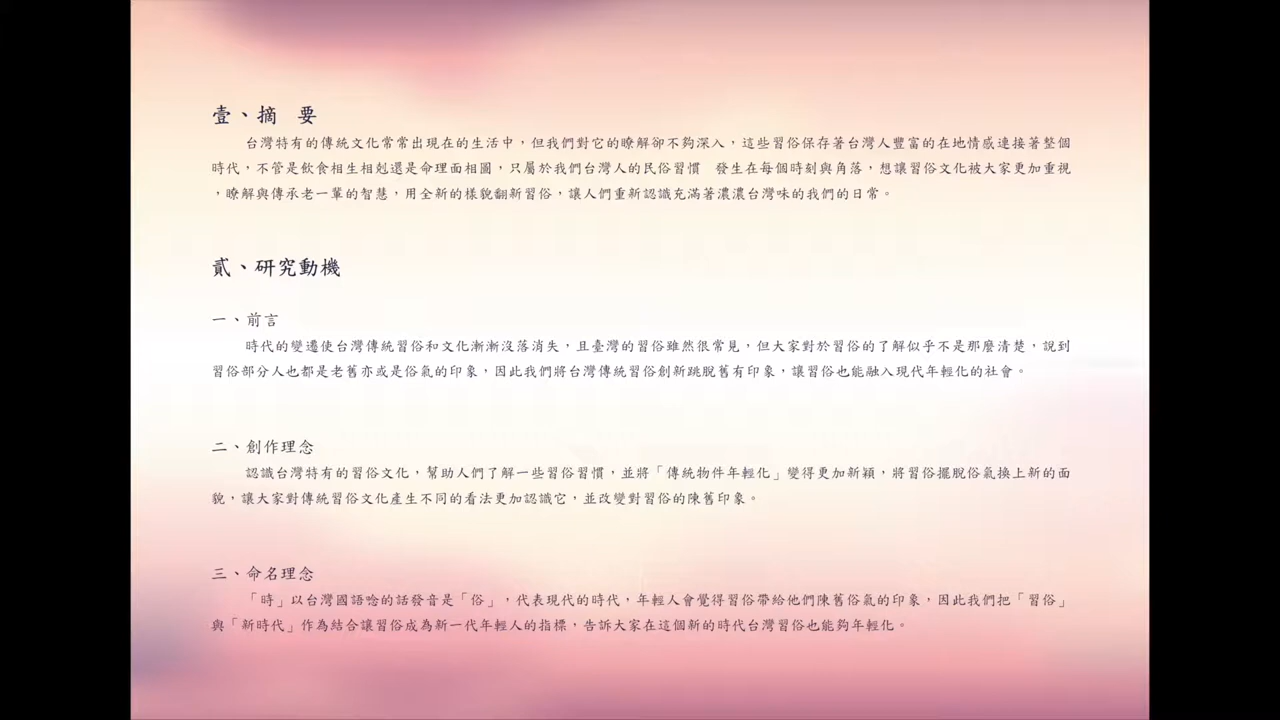 壹、摘　要
台灣特有的傳統文化常常出現在的生活中，但我們對它的瞭解卻不夠深入，這些習俗保存著台灣人豐富的在地情感連接著整個
時代，不管是飲食相生相剋還是命理面相圖，只屬於我們台灣人的民俗習慣　發生在每個時刻與角落，想讓習俗文化被大家更加重視
，瞭解與傳承老一輩的智慧，用全新的樣貌翻新習俗，讓人們重新認識充滿著濃濃台灣味的我們的日常。
貳、研究動機
一、前言
時代的變遷使台灣傳統習俗和文化漸漸沒落消失，且臺灣的習俗雖然很常見，但大家對於習俗的了解似乎不是那麼清楚，說到
習俗部分人也都是老舊亦或是俗氣的印象，因此我們將台灣傳統習俗創新跳脫舊有印象，讓習俗也能融入現代年輕化的社會。
二、創作理念
認識台灣特有的習俗文化，幫助人們了解一些習俗習慣，並將「傳統物件年輕化」變得更加新穎，將習俗擺脫俗氣換上新的面
貌，讓大家對傳統習俗文化產生不同的看法更加認識它，並改變對習俗的陳舊印象。
三、命名理念
「時」以台灣國語唸的話發音是「俗」，代表現代的時代，年輕人會覺得習俗帶給他們陳舊俗氣的印象，因此我們把「習俗」
與「新時代」作為結合讓習俗成為新一代年輕人的指標，告訴大家在這個新的時代台灣習俗也能夠年輕化。